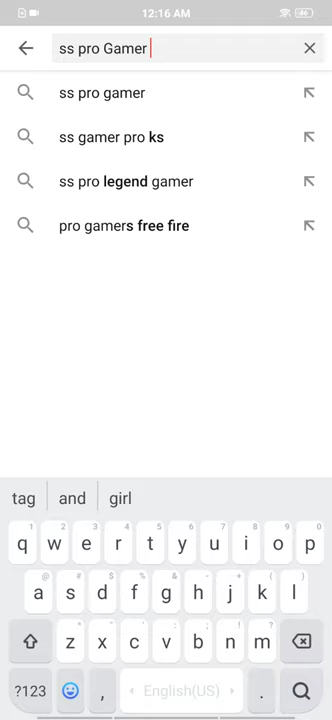 12:16 AM
ss pro Gamer
ss pro gamer
ss gamer pro ks
ss pro legend gamer
pro gamers free fire
tag and girl
1 2 3 4 5 6 7 8 9 0
q w e r t y u i o p
@ # $ % & - + ( )
a s d f g h j k l
z x c v b n m
?123 , English(US) .